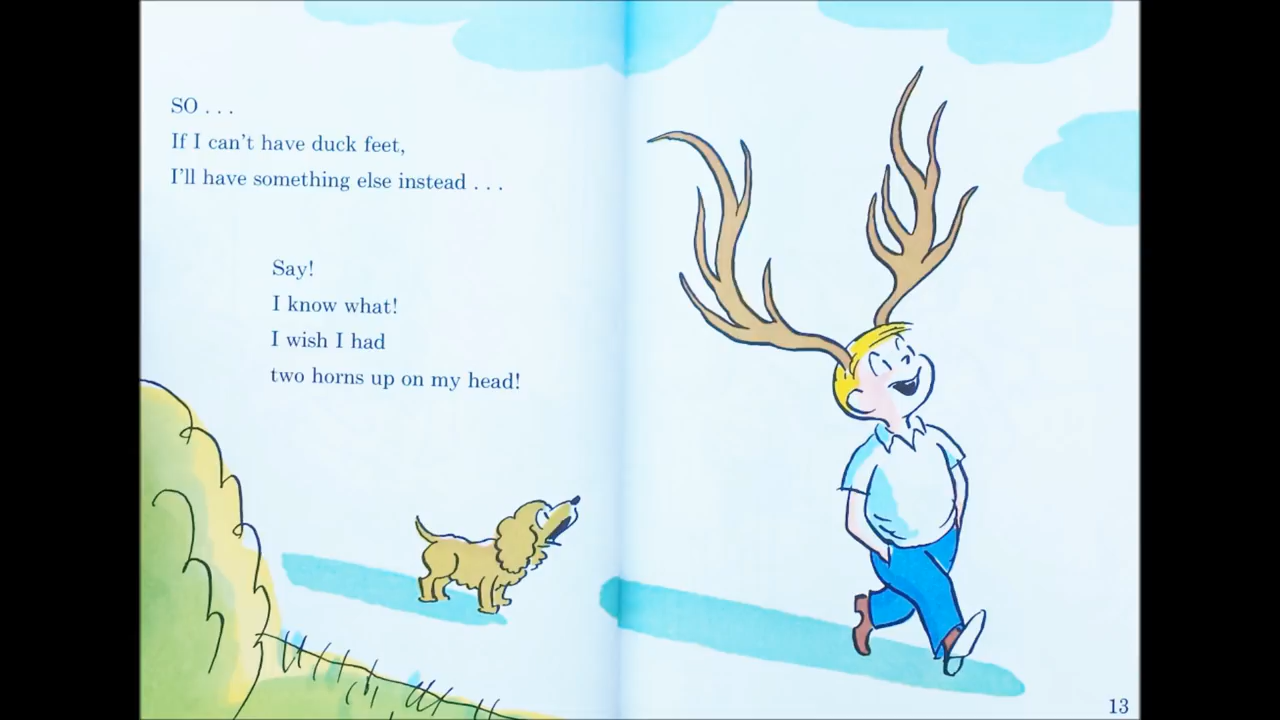 SO . . .
If I can't have duck feet,
I'll have something else instead . . .
Say!
I know what!
I wish I had
two horns up on my head!
13